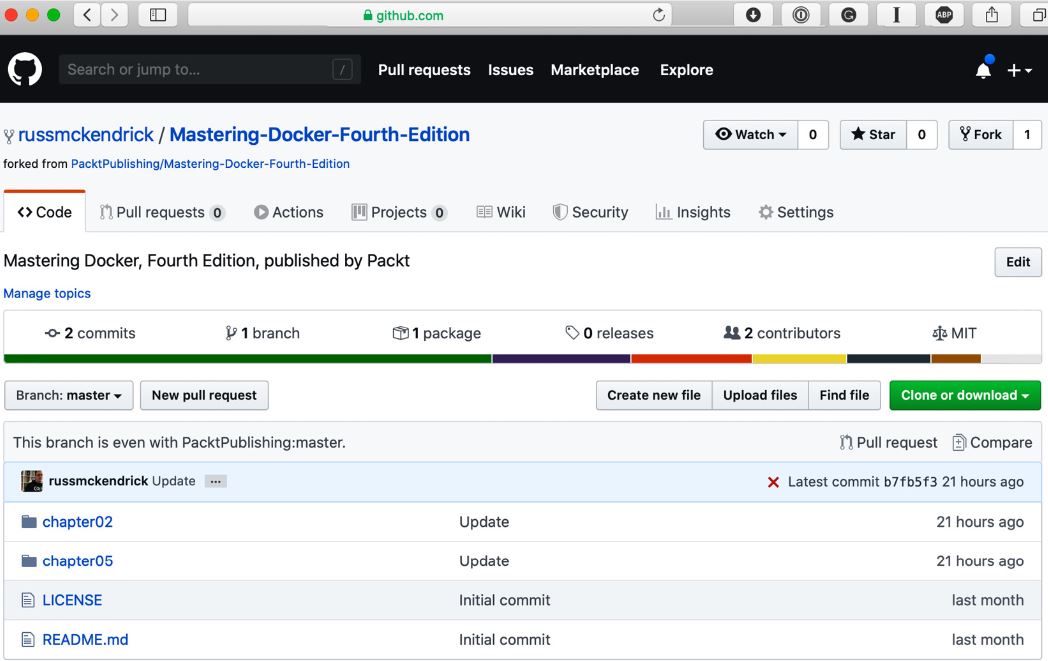 github.com
ABP
Search or jump to... /
Pull requests Issues Marketplace Explore
russmckendrick / Mastering-Docker-Fourth-Edition
Watch 0 Star 0 Fork 1
forked from PacktPublishing/Mastering-Docker-Fourth-Edition
Code Pull requests 0 Actions Projects 0 Wiki Security Insights Settings
Mastering Docker, Fourth Edition, published by Packt
Edit
Manage topics
2 commits 1 branch 1 package 0 releases 2 contributors MIT
Branch: master New pull request Create new file Upload files Find file Clone or download
This branch is even with PacktPublishing:master. Pull request Compare
russmckendrick Update ... Latest commit b7fb5f3 21 hours ago
chapter02 Update 21 hours ago
chapter05 Update 21 hours ago
LICENSE Initial commit last month
README.md Initial commit last month